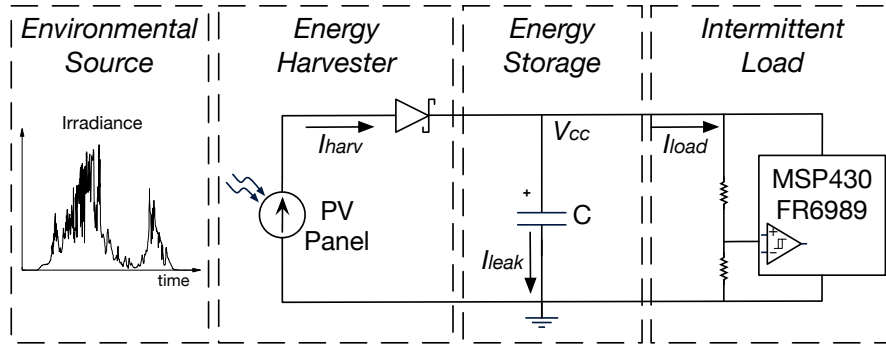 Environmental
Source
Energy
Harvester
Energy
Storage
Intermittent
Load
Irradiance
time
Iharv
PV
Panel
Vcc
+
C
Ileak
Iload
MSP430
FR6989
+
−